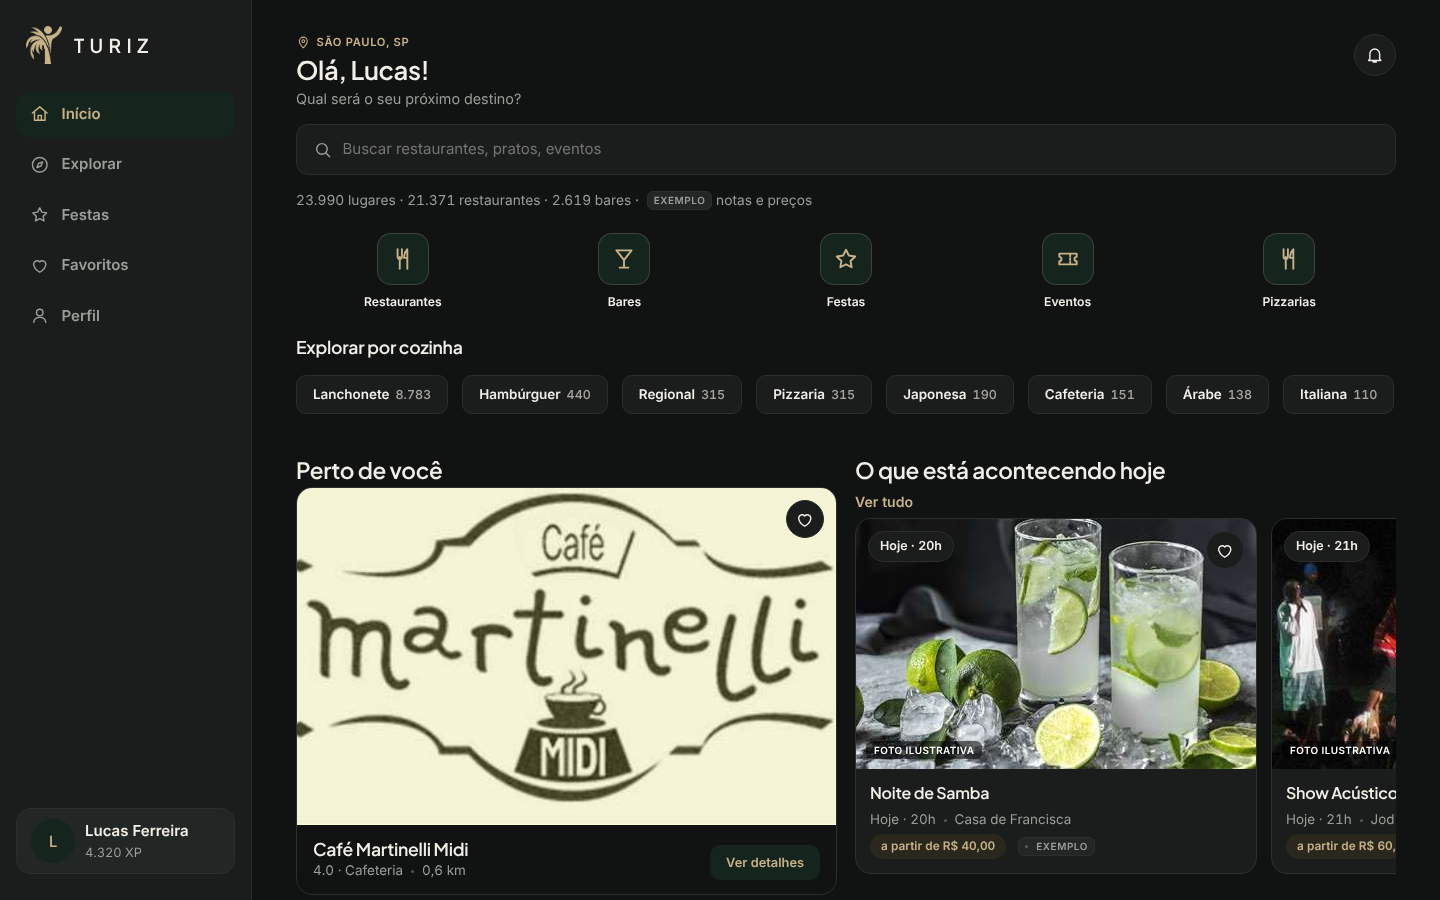 TURIZ
Início
Explorar
Festas
Favoritos
Perfil
L
Lucas Ferreira
4.320 XP
SÃO PAULO, SP
Olá, Lucas!
Qual será o seu próximo destino?
Buscar restaurantes, pratos, eventos
23.990 lugares · 21.371 restaurantes · 2.619 bares · EXEMPLO notas e preços
Restaurantes
Bares
Festas
Eventos
Pizzarias
Explorar por cozinha
Lanchonete 8.783
Hambúrguer 440
Regional 315
Pizzaria 315
Japonesa 190
Cafeteria 151
Árabe 138
Italiana 110
Perto de você
Café
martinelli
MIDI
Café Martinelli Midi
4.0 · Cafeteria • 0,6 km
Ver detalhes
O que está acontecendo hoje
Ver tudo
Hoje · 20h
FOTO ILUSTRATIVA
Noite de Samba
Hoje · 20h • Casa de Francisca
a partir de R$ 40,00 • EXEMPLO
Hoje · 21h
FOTO ILUSTRATIVA
Show Acústico
Hoje · 21h • Jod
a partir de R$ 60,